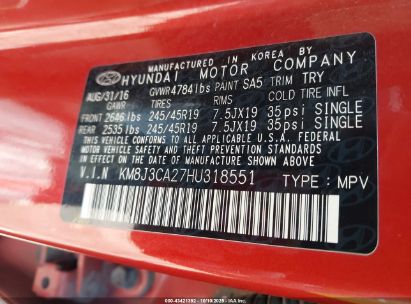 MANUFACTURED IN KOREA BY
HYUNDAI MOTOR COMPANY
AUG/31/16 GVWR 4784lbs PAINT SA5 TRIM TRY
GAWR TIRES RIMS COLD TIRE INFL
FRONT 2646lbs 245/45R19 7.5JX19 35psi SINGLE
REAR 2535lbs 245/45R19 7.5JX19 35psi SINGLE
THIS VEHICLE CONFORMS TO ALL APPLICABLE U.S.A. FEDERAL
MOTOR VEHICLE SAFETY AND THEFT PREVENTION STANDARDS
IN EFFECT ON THE DATE OF MANUFACTURE SHOWN ABOVE.
V.I.N KM8J3CA27HU318551 TYPE : MPV